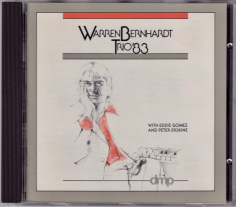 WARREN BERNHARDT
TRIO '83
WITH EDDIE GOMEZ
AND PETER ERSKINE
dmp